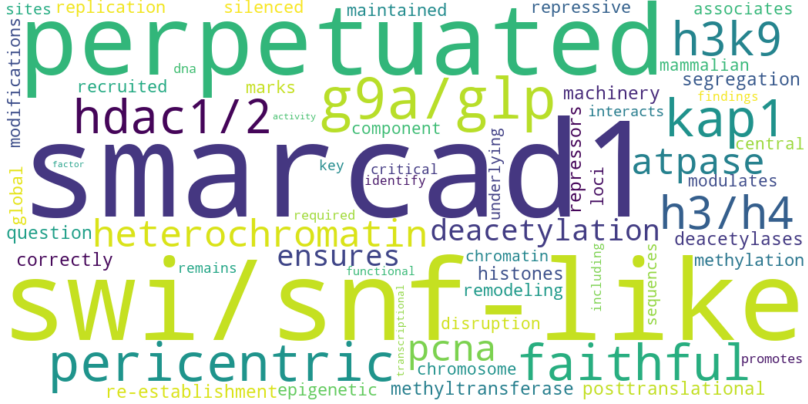 sites replication silenced maintained repressive associates
perpetuated h3k9
modifications dna recruited marks mammalian segregation
hdac1/2 g9a/glp machinery findings
activity component interacts kap1
smarcad1 central
factor key critical identify underlying repressors loci atpase modulates
global required h3/h4
question heterochromatin deacetylation deacetylases
correctly remains ensures functional chromatin histones including sequences methylation
swi/snf-like remodeling
transcriptional disruption
pericentric pcna faithful promotes
chromosome
re-establishment epigenetic methyltransferase posttranslational